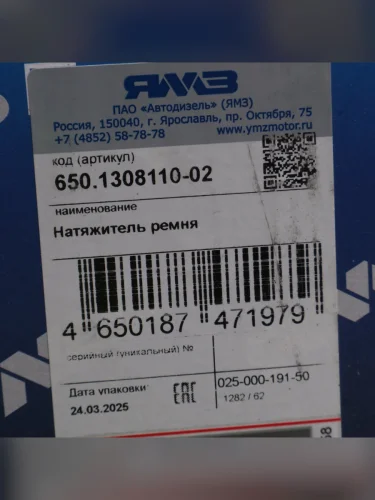 ЯМЗ
ПАО «Автодизель» (ЯМЗ)
Россия, 150040, г. Ярославль, пр. Октября, 75
+7 (4852) 58-78-78
www.ymzmotor.ru
код (артикул)
650.1308110-02
наименование
Натяжитель ремня
4 650187 471979
серийный (уникальный) №
Дата упаковки:
24.03.2025
EAC
025-000-191-50
1282 / 62